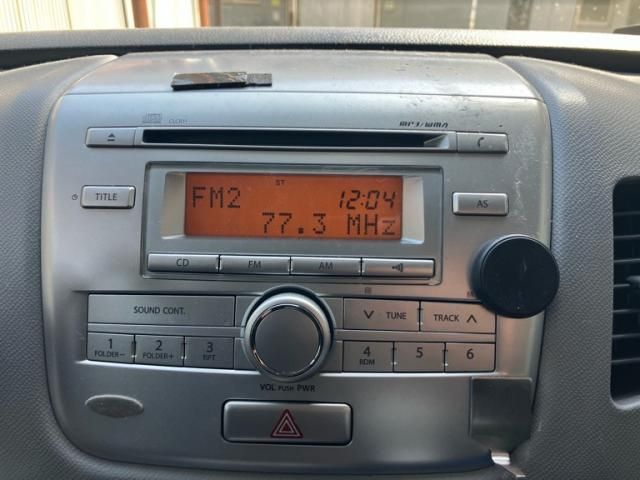 CLCR11
MP3/WMA
TITLE
ST
FM2 12:04
77.3 MHz
AS
CD FM AM
SOUND CONT.
TUNE TRACK
1 2 3 4 5 6
FOLDER- FOLDER+ RPT RDM
VOL PUSH PWR